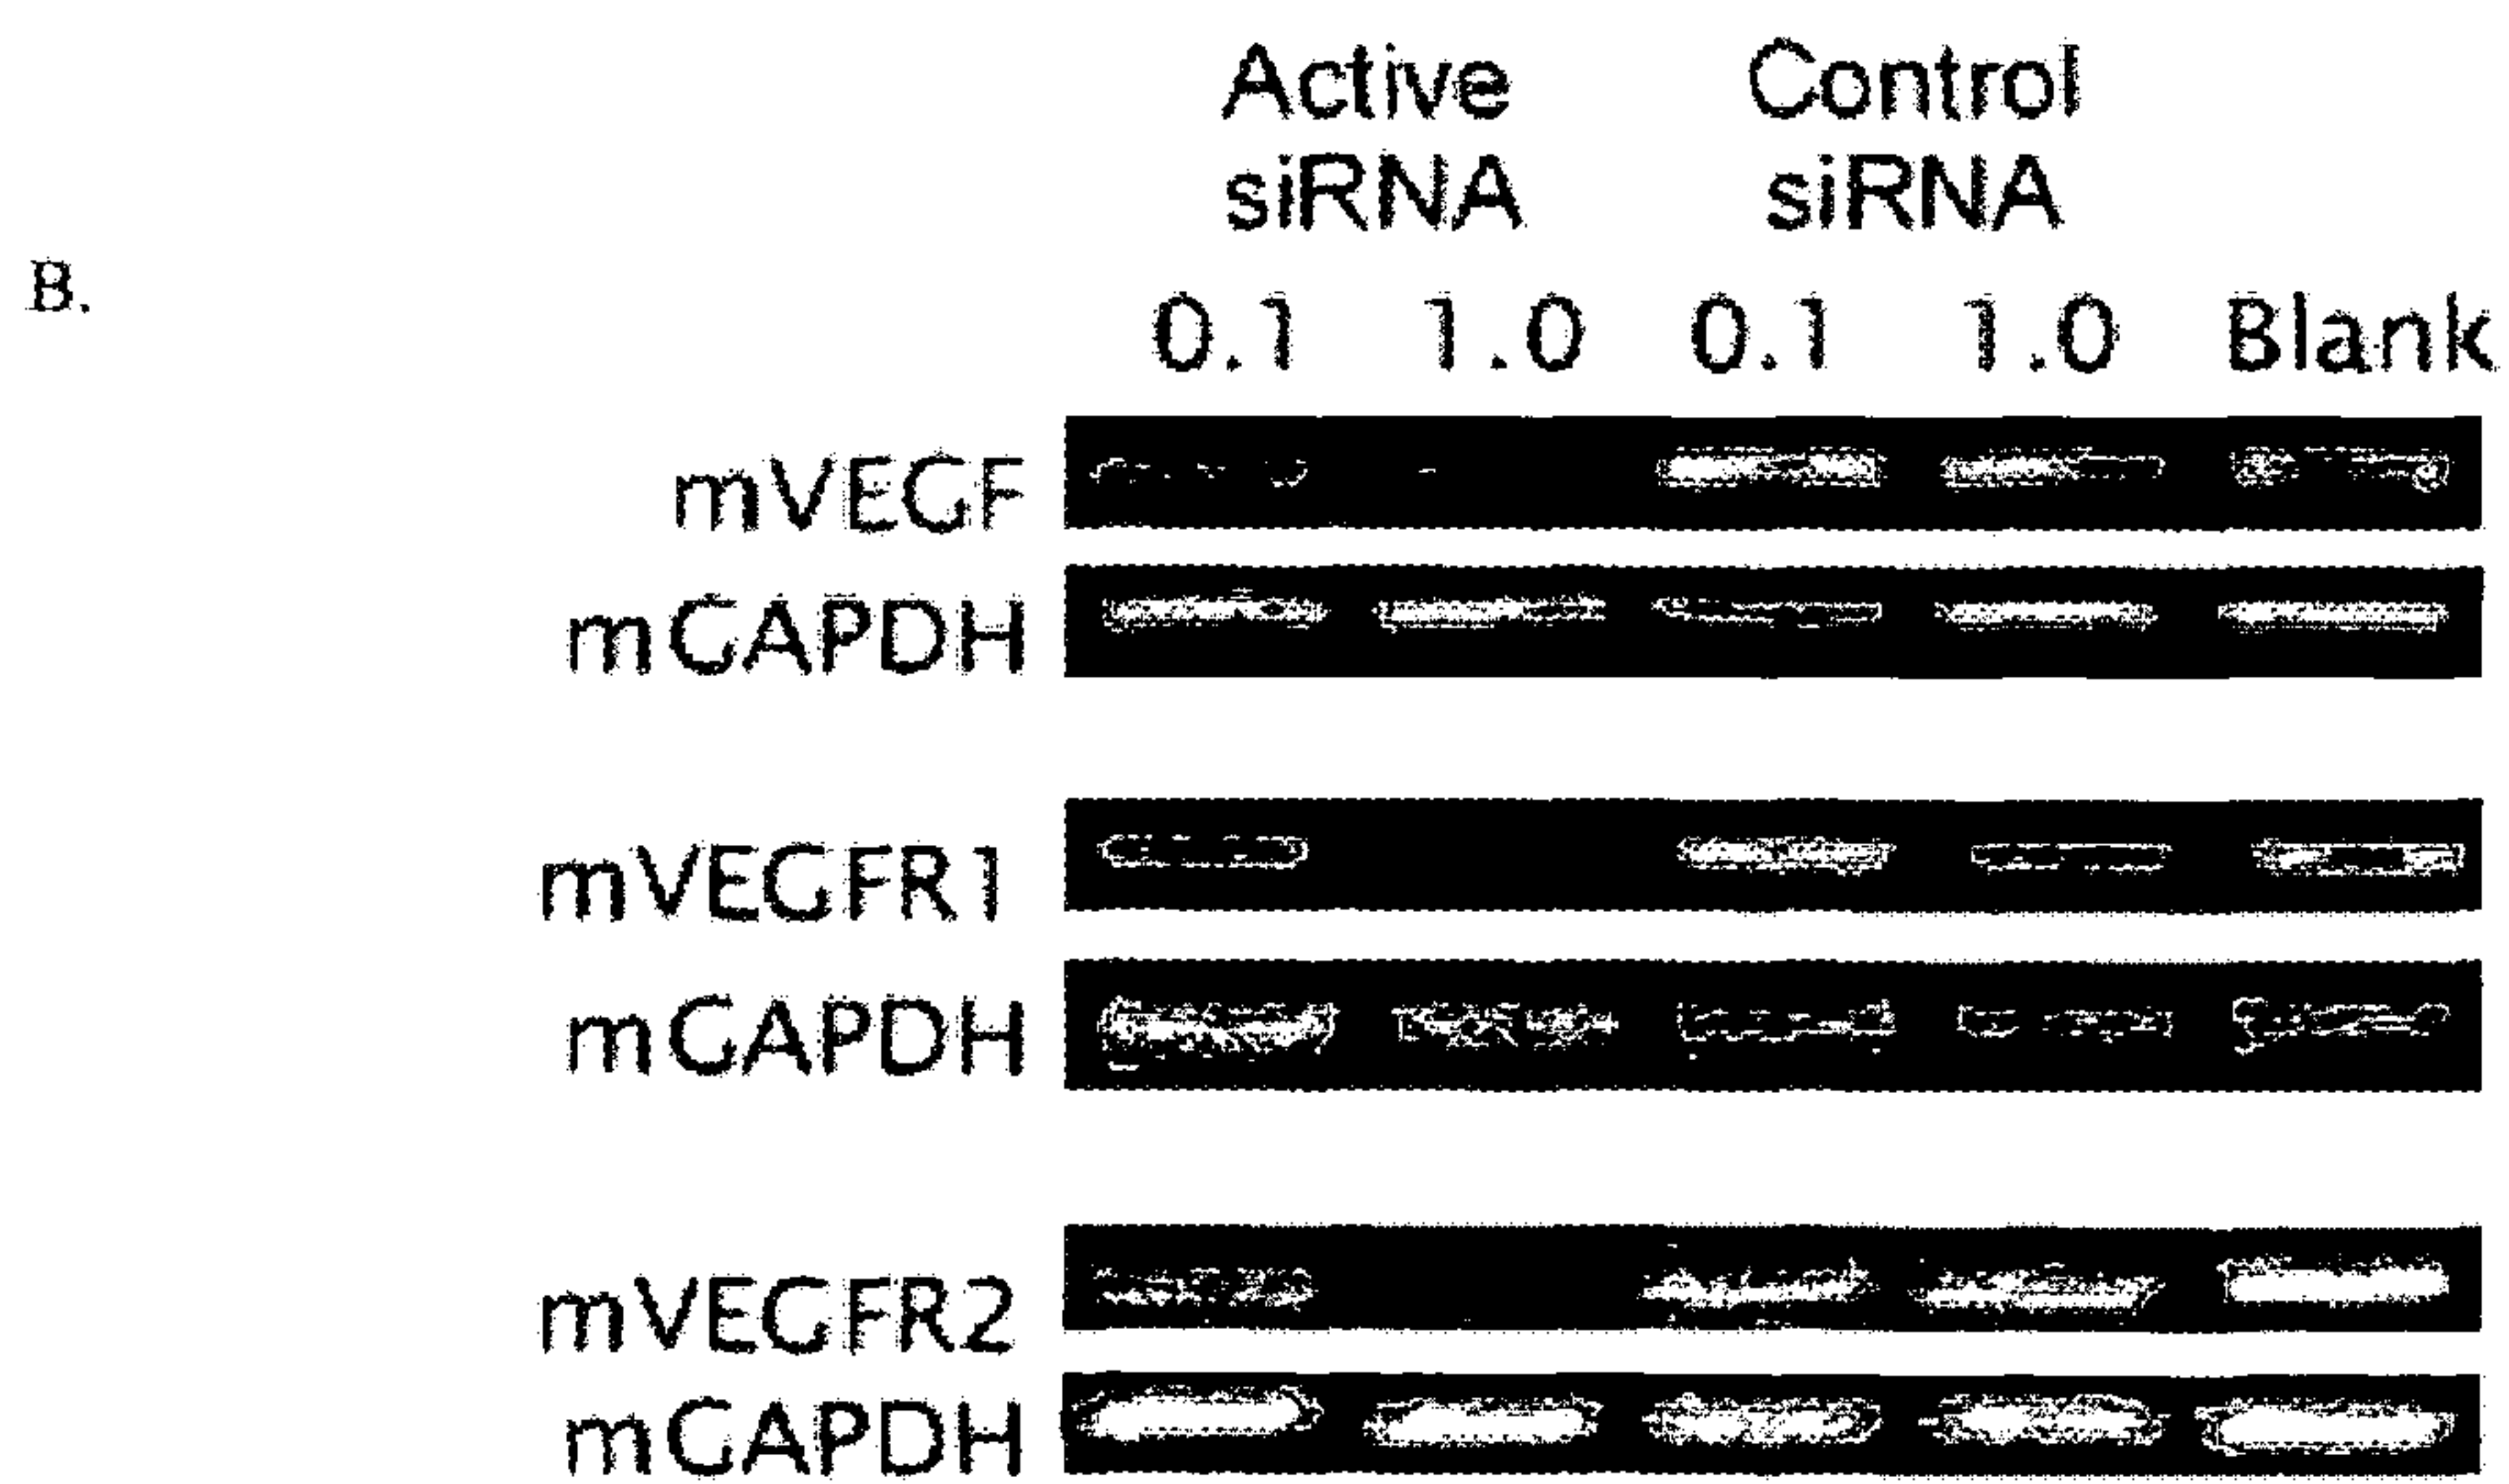 Active Control
siRNA siRNA
B.
0.1 1.0 0.1 1.0 Blank
mVEGF
mGAPDH
mVEGFR1
mGAPDH
mVEGFR2
mGAPDH